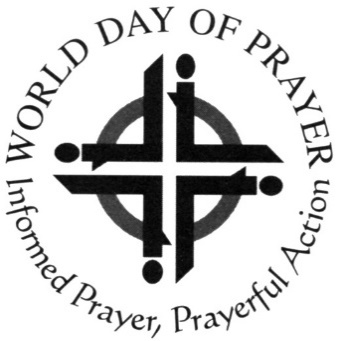 WORLD DAY OF PRAYER
Informed Prayer, Prayerful Action